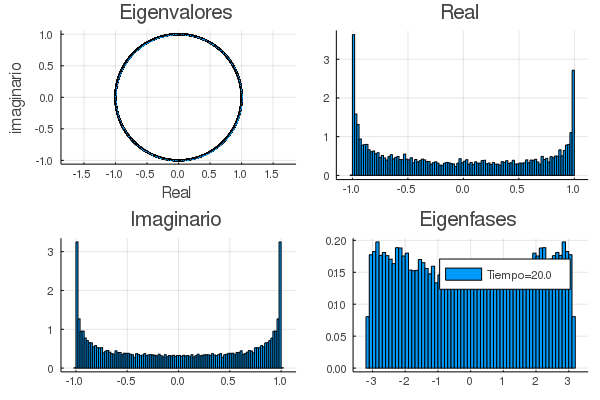 Eigenvalores
Real
imaginario
1.0
0.5
0.0
-0.5
-1.0
-1.5 -1.0 -0.5 0.0 0.5 1.0 1.5
Real
3
2
1
0
-1.0 -0.5 0.0 0.5 1.0
Imaginario
Eigenfases
3
2
1
0
-1.0 -0.5 0.0 0.5 1.0
0.20
0.15
0.10
0.05
0.00
Tiempo=20.0
-3 -2 -1 0 1 2 3